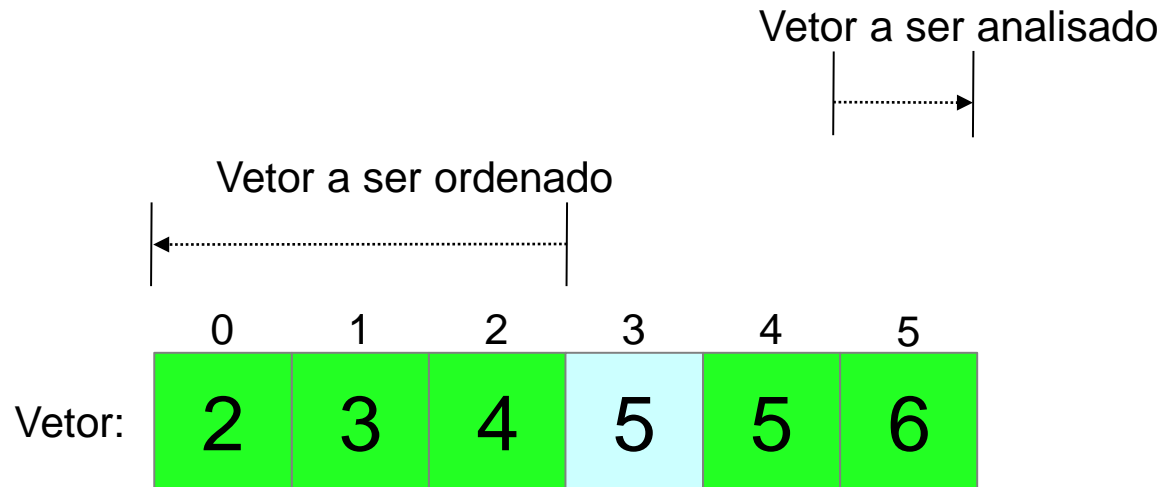 Vetor a ser analisado
Vetor a ser ordenado
0 1 2 3 4 5
Vetor: 2 3 4 5 5 6